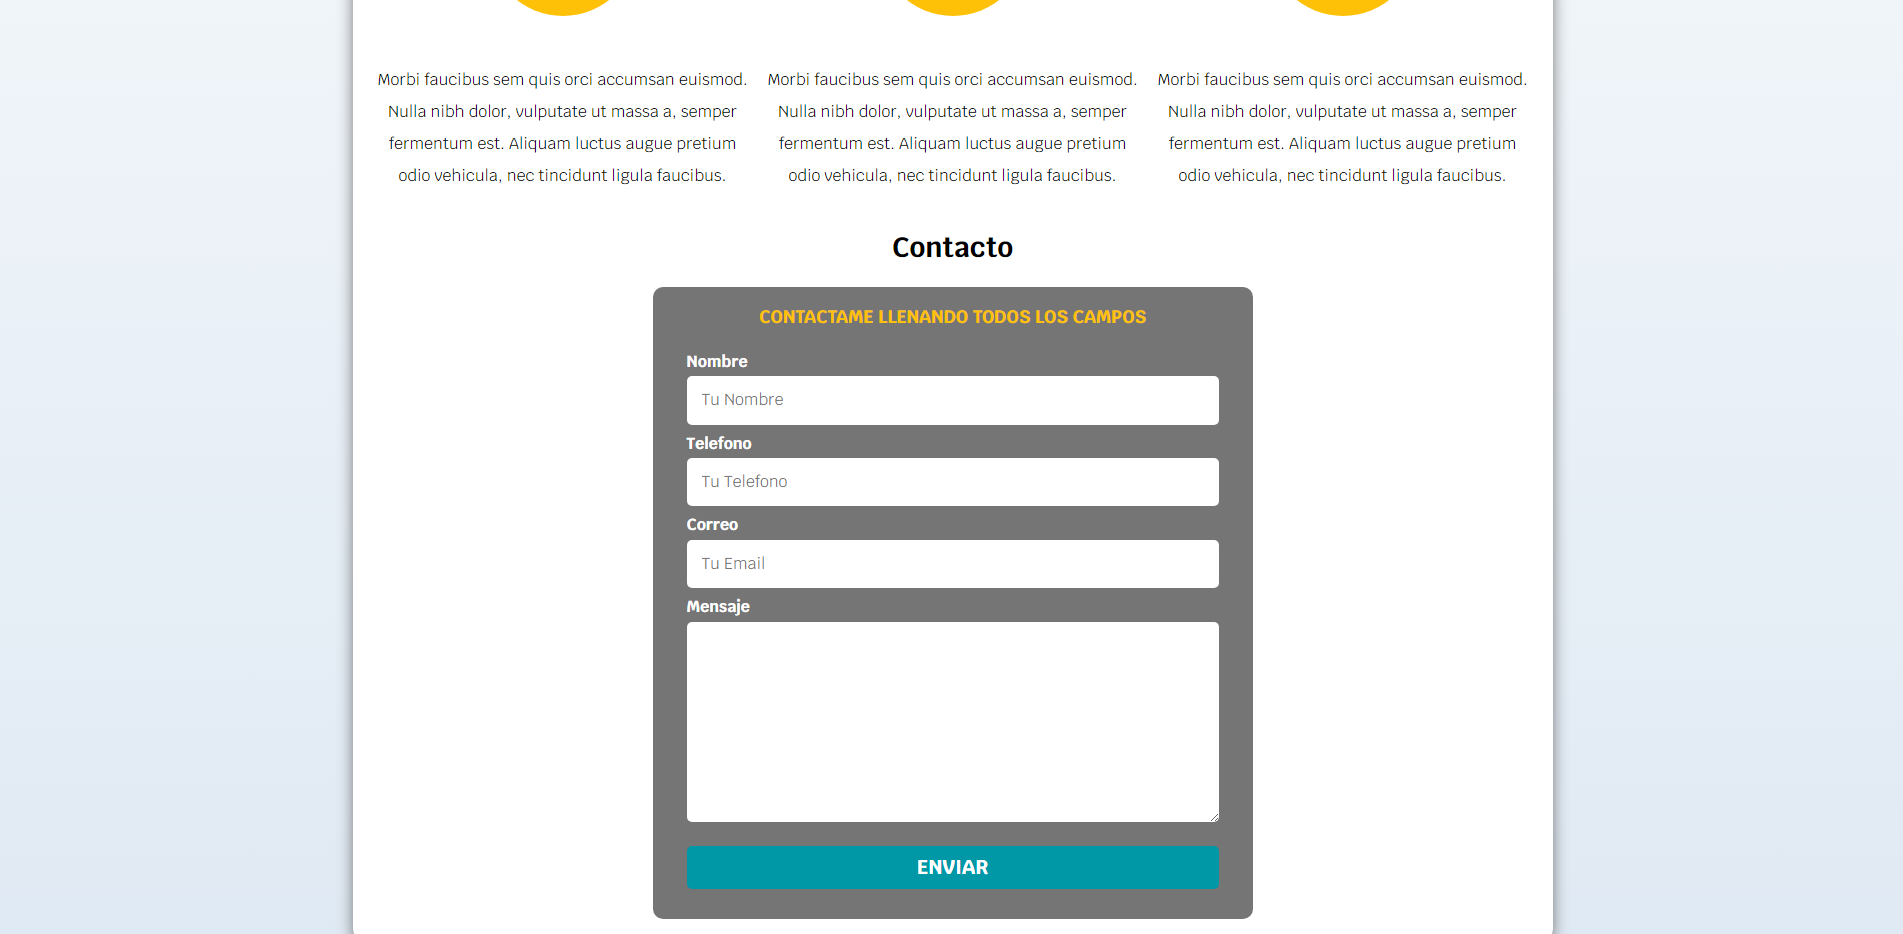 Morbi faucibus sem quis orci accumsan euismod.
Nulla nibh dolor, vulputate ut massa a, semper
fermentum est. Aliquam luctus augue pretium
odio vehicula, nec tincidunt ligula faucibus.
Morbi faucibus sem quis orci accumsan euismod.
Nulla nibh dolor, vulputate ut massa a, semper
fermentum est. Aliquam luctus augue pretium
odio vehicula, nec tincidunt ligula faucibus.
Morbi faucibus sem quis orci accumsan euismod.
Nulla nibh dolor, vulputate ut massa a, semper
fermentum est. Aliquam luctus augue pretium
odio vehicula, nec tincidunt ligula faucibus.
Contacto
CONTACTAME LLENANDO TODOS LOS CAMPOS
Nombre
Tu Nombre
Telefono
Tu Telefono
Correo
Tu Email
Mensaje
ENVIAR